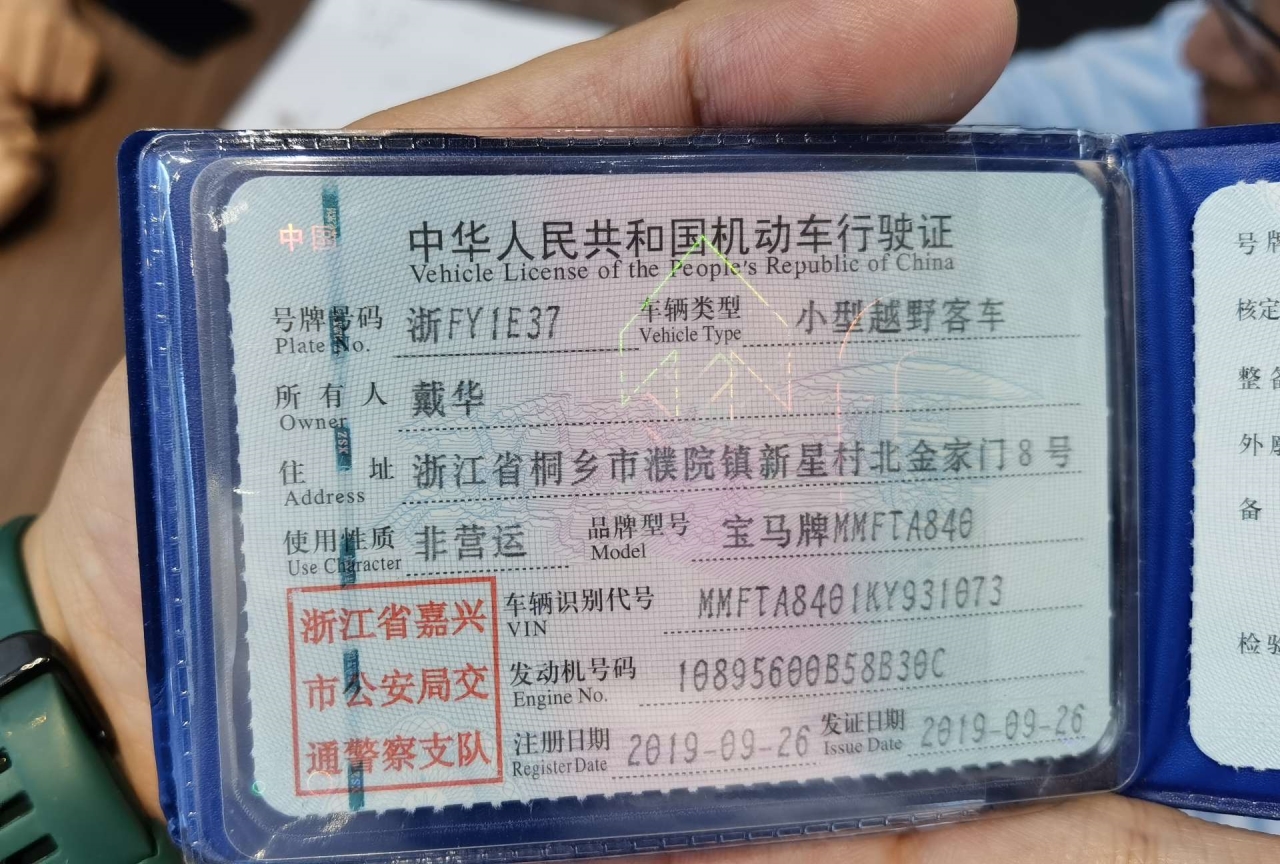 中国
中华人民共和国机动车行驶证
Vehicle License of the People's Republic of China
号牌号码 浙FY1E37 车辆类型 小型越野客车
Plate No. Vehicle Type
所有人 戴华
Owner
住址 浙江省桐乡市濮院镇新星村北金家门8号
Address
使用性质 非营运 品牌型号 宝马牌MMFTA840
Use Character Model
浙江省嘉兴
市公安局交
通警察支队
车辆识别代号 MMFTA8401KY931073
VIN
发动机号码 10895600B58B30C
Engine No.
注册日期 2019-09-26 发证日期 2019-09-26
Register Date Issue Date
号牌
核定
整备
外
备
检验